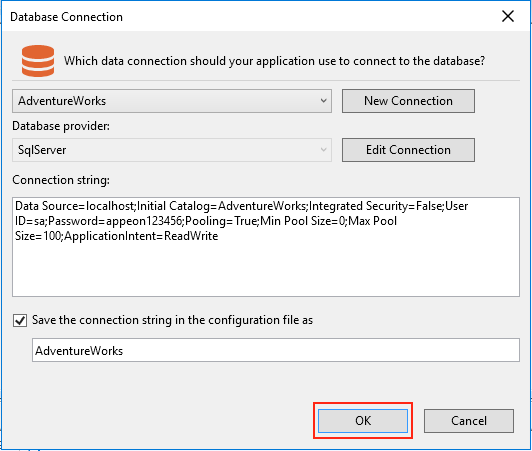 Database Connection
Which data connection should your application use to connect to the database?
AdventureWorks
New Connection
Database provider:
SqlServer
Edit Connection
Connection string:
Data Source=localhost;Initial Catalog=AdventureWorks;Integrated Security=False;User
ID=sa;Password=appeon123456;Pooling=True;Min Pool Size=0;Max Pool
Size=100;ApplicationIntent=ReadWrite
Save the connection string in the configuration file as
AdventureWorks
OK
Cancel